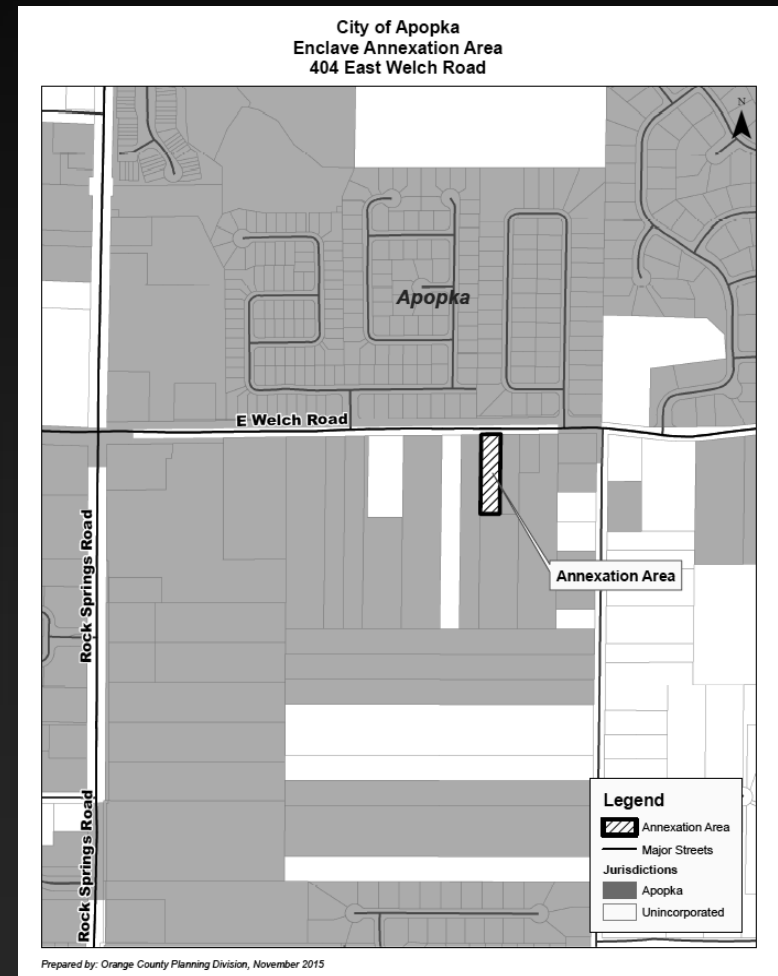 City of Apopka
Enclave Annexation Area
404 East Welch Road
N
Apopka
E Welch Road
Rock Springs Road
Annexation Area
Rock Springs Road
Legend
Annexation Area
Major Streets
Jurisdictions
Apopka
Unincorporated
Prepared by: Orange County Planning Division, November 2015